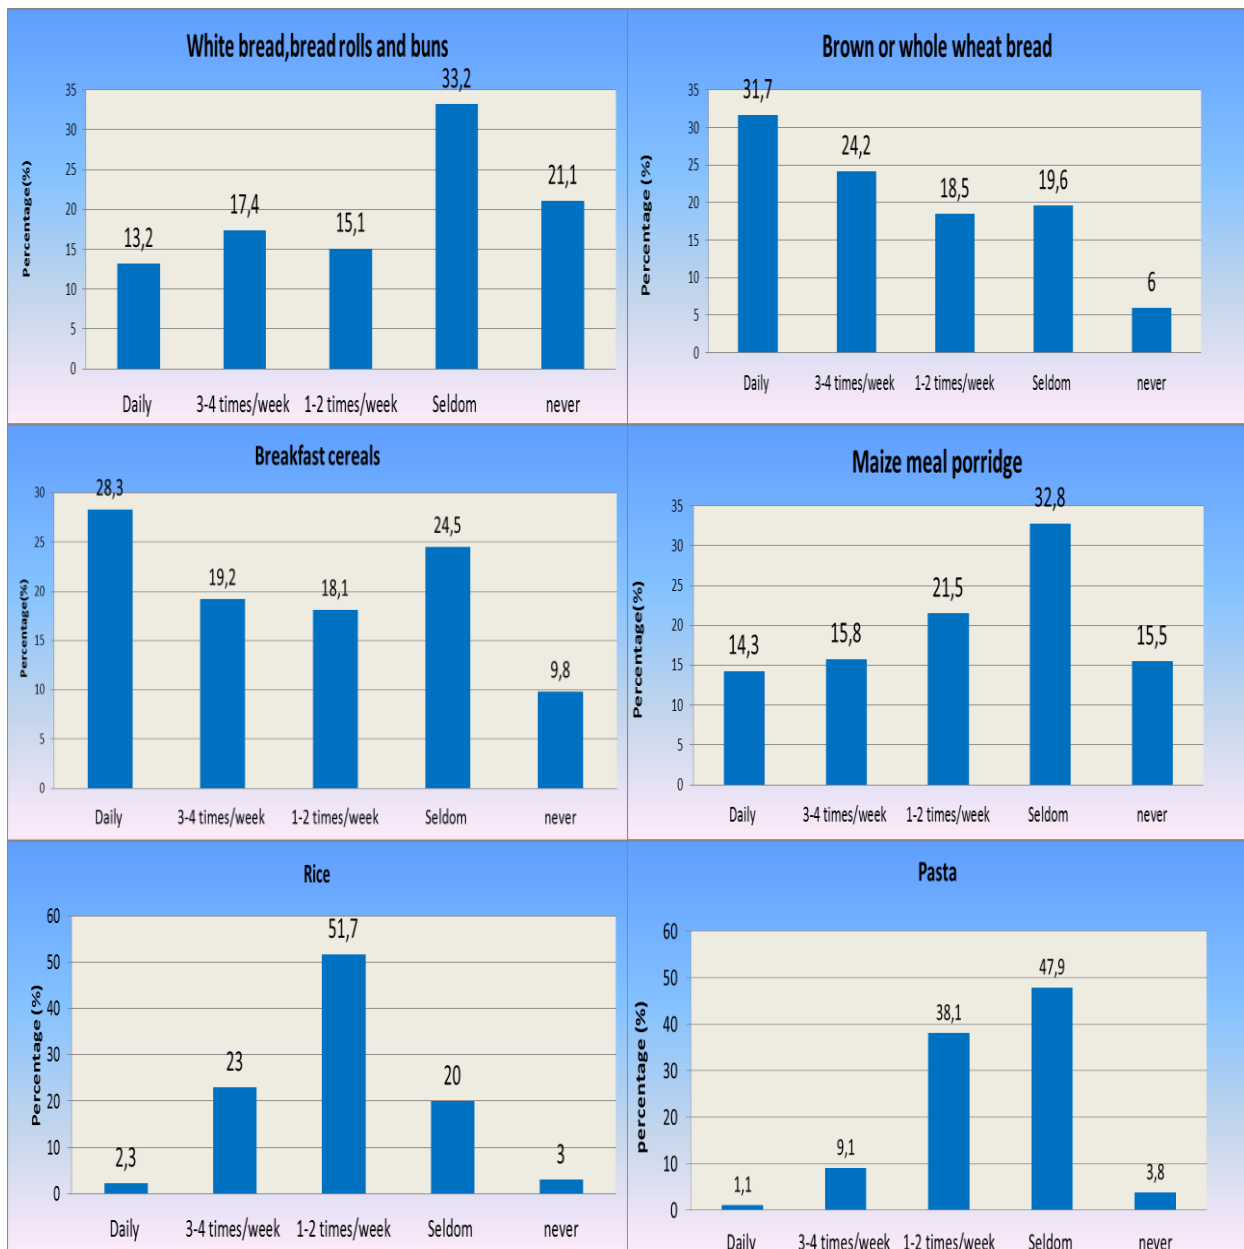 White bread,bread rolls and buns
Percentage(%)
35
30
25
20
15
10
5
0
13,2
17,4
15,1
33,2
21,1
Daily
3-4 times/week
1-2 times/week
Seldom
never
Brown or whole wheat bread
Percentage (%)
35
30
25
20
15
10
5
0
31,7
24,2
18,5
19,6
6
Daily
3-4 times/week
1-2 times/week
Seldom
never
Breakfast cereals
Percentage(%)
30
25
20
15
10
5
0
28,3
19,2
18,1
24,5
9,8
Daily
3-4 times/week
1-2 times/week
Seldom
never
Maize meal porridge
Percentage(%)
35
30
25
20
15
10
5
0
14,3
15,8
21,5
32,8
15,5
Daily
3-4 times/week
1-2 times/week
Seldom
never
Rice
Percentage (%)
60
50
40
30
20
10
0
2,3
23
51,7
20
3
Daily
3-4 times/week
1-2 times/week
Seldom
never
Pasta
percentage (%)
60
50
40
30
20
10
0
1,1
9,1
38,1
47,9
3,8
Daily
3-4 times/week
1-2 times/week
Seldom
never